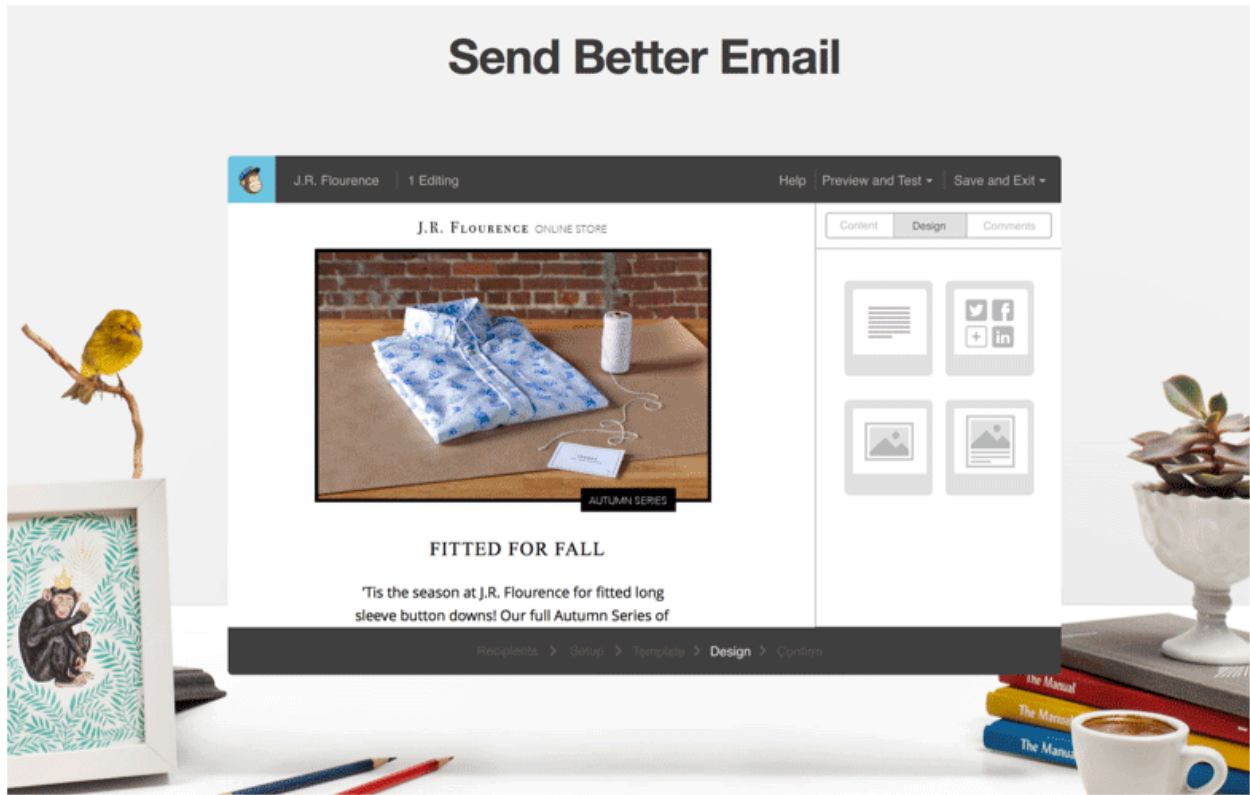 Send Better Email
J.R. Flourence
1 Editing
Help
Preview and Test
Save and Exit
J.R. FLOURENCE ONLINE STORE
Content
Design
Comments
AUTUMN SERIES
FITTED FOR FALL
'Tis the season at J.R. Flourence for fitted long
sleeve button downs! Our full Autumn Series of
Recipients > Setup > Template > Design > Confirm
The Manual
The Manual
The Manua